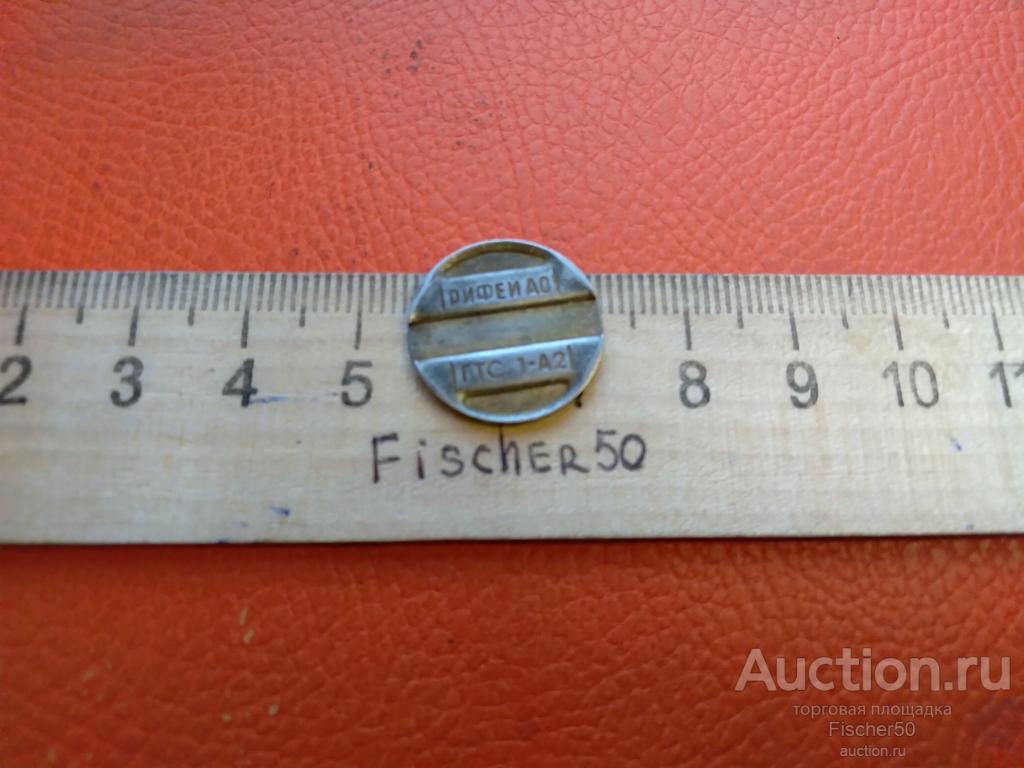 РИФЕЙ АО
ГТС 1-А2
2 3 4 5 8 9 10 11
FiscHER50
Auction.ru
торговая площадка
Fischer50
auction.ru